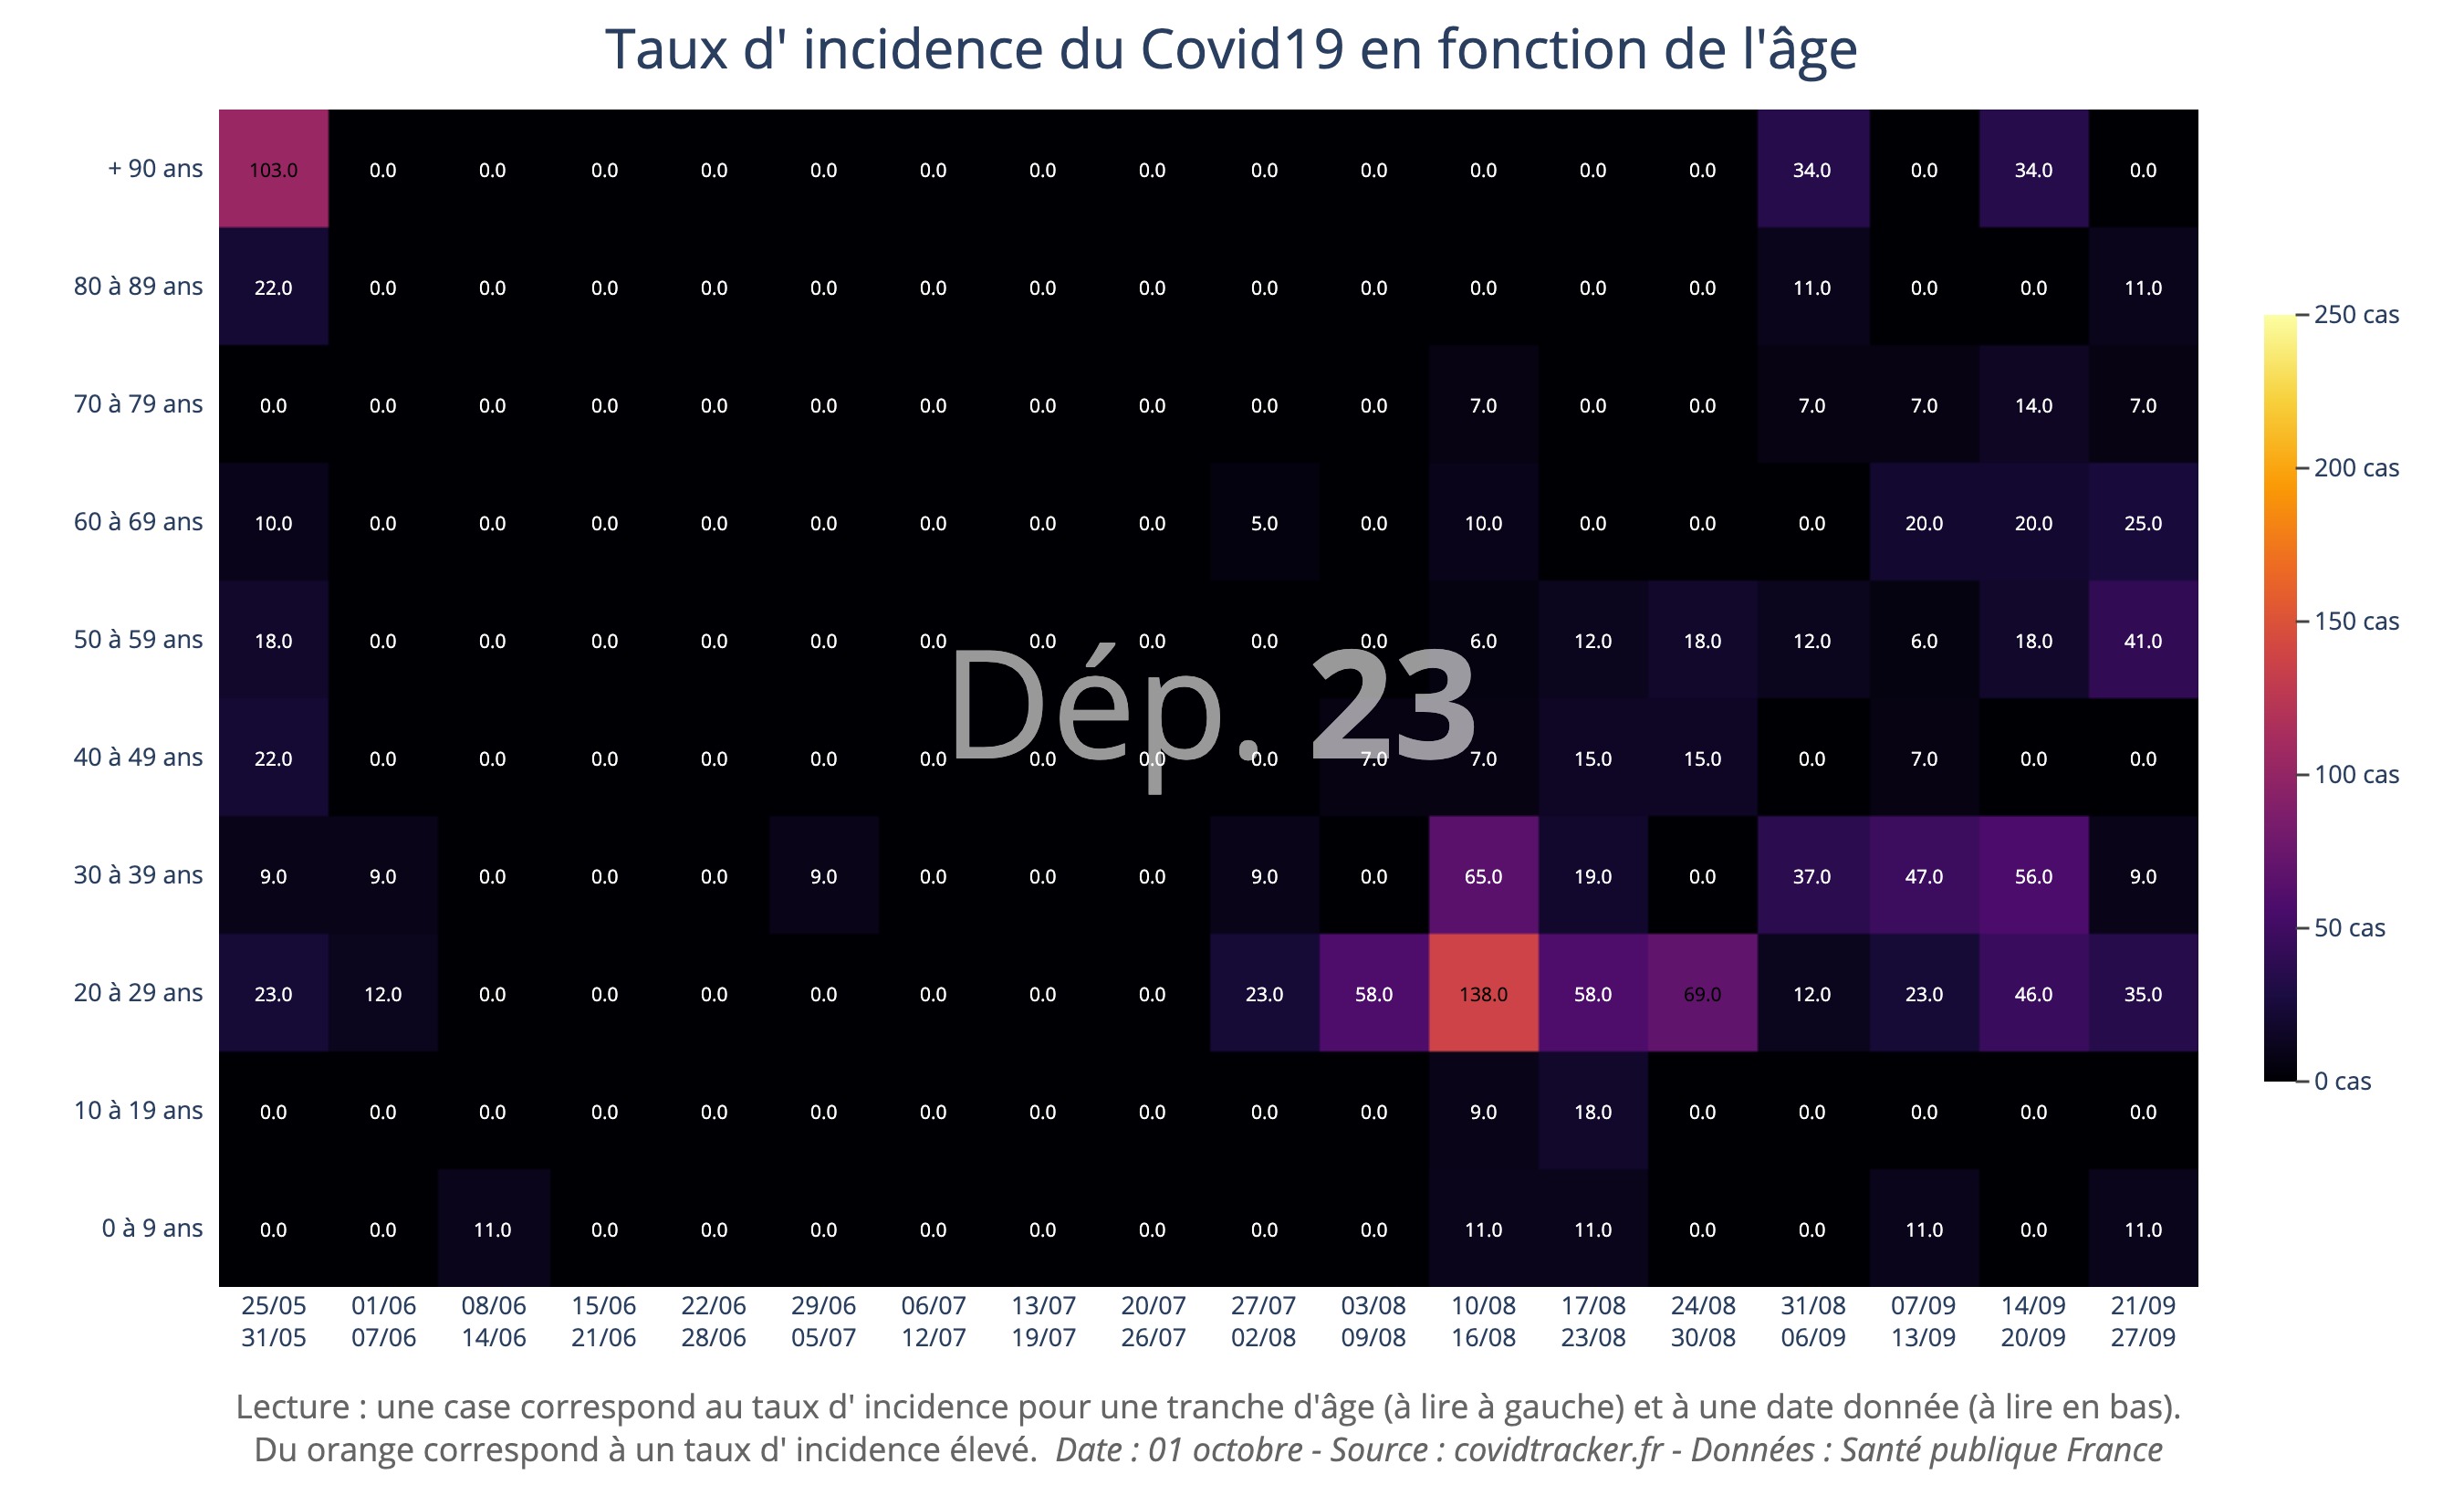 Taux d' incidence du Covid19 en fonction de l'âge
+ 90 ans 103.0 0.0 0.0 0.0 0.0 0.0 0.0 0.0 0.0 0.0 0.0 0.0 0.0 0.0 34.0 0.0 34.0 0.0
80 à 89 ans 22.0 0.0 0.0 0.0 0.0 0.0 0.0 0.0 0.0 0.0 0.0 0.0 0.0 0.0 11.0 0.0 0.0 11.0
70 à 79 ans 0.0 0.0 0.0 0.0 0.0 0.0 0.0 0.0 0.0 0.0 0.0 7.0 0.0 0.0 7.0 7.0 14.0 7.0
60 à 69 ans 10.0 0.0 0.0 0.0 0.0 0.0 0.0 0.0 0.0 5.0 0.0 10.0 0.0 0.0 0.0 20.0 20.0 25.0
50 à 59 ans 18.0 0.0 0.0 0.0 0.0 0.0 0.0 0.0 0.0 0.0 0.0 6.0 12.0 18.0 12.0 6.0 18.0 41.0
Dép. 23
40 à 49 ans 22.0 0.0 0.0 0.0 0.0 0.0 0.0 0.0 0.0 0.0 7.0 7.0 15.0 15.0 0.0 7.0 0.0 0.0
30 à 39 ans 9.0 9.0 0.0 0.0 0.0 9.0 0.0 0.0 0.0 9.0 0.0 65.0 19.0 0.0 37.0 47.0 56.0 9.0
20 à 29 ans 23.0 12.0 0.0 0.0 0.0 0.0 0.0 0.0 0.0 23.0 58.0 138.0 58.0 69.0 12.0 23.0 46.0 35.0
10 à 19 ans 0.0 0.0 0.0 0.0 0.0 0.0 0.0 0.0 0.0 0.0 0.0 9.0 18.0 0.0 0.0 0.0 0.0 0.0
0 à 9 ans 0.0 0.0 11.0 0.0 0.0 0.0 0.0 0.0 0.0 0.0 0.0 11.0 11.0 0.0 0.0 11.0 0.0 11.0
25/05 01/06 08/06 15/06 22/06 29/06 06/07 13/07 20/07 27/07 03/08 10/08 17/08 24/08 31/08 07/09 14/09 21/09
31/05 07/06 14/06 21/06 28/06 05/07 12/07 19/07 26/07 02/08 09/08 16/08 23/08 30/08 06/09 13/09 20/09 27/09
250 cas
200 cas
150 cas
100 cas
50 cas
0 cas
Lecture : une case correspond au taux d' incidence pour une tranche d'âge (à lire à gauche) et à une date donnée (à lire en bas).
Du orange correspond à un taux d' incidence élevé. Date : 01 octobre - Source : covidtracker.fr - Données : Santé publique France